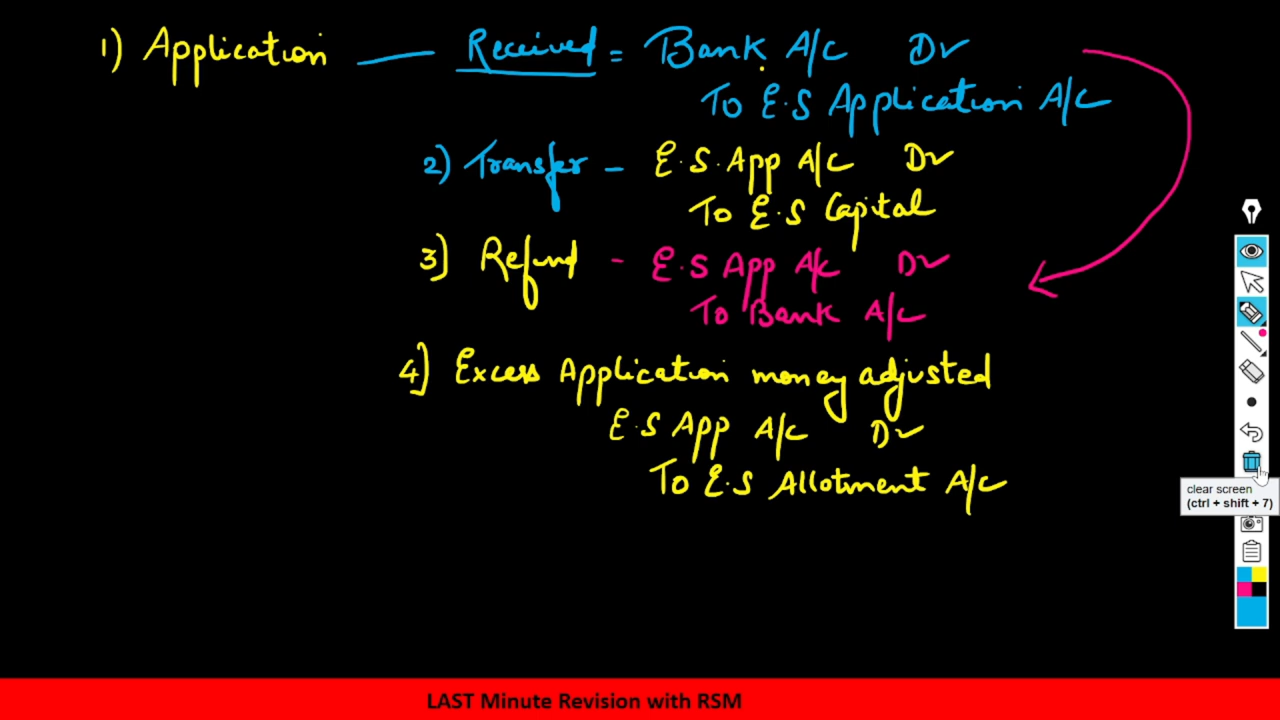 1) Application — Received = Bank A/c Dr
To E.S Application A/c
2) Transfer - E.S. App A/c Dr
To E.S Capital
3) Refund - E.S App A/c Dr
To Bank A/c
4) Excess Application money adjusted
E.S App A/c Dr
To E.S Allotment A/c
clear screen
(ctrl + shift + 7)
LAST Minute Revision with RSM